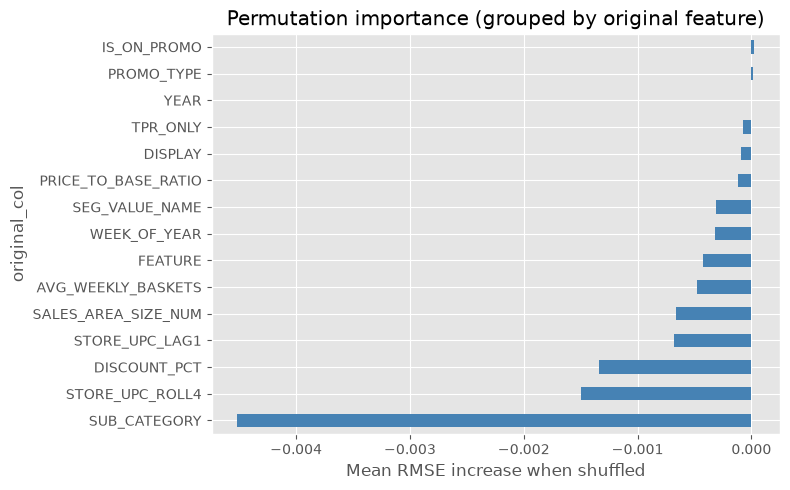 Permutation importance (grouped by original feature)
IS_ON_PROMO
PROMO_TYPE
YEAR
TPR_ONLY
DISPLAY
PRICE_TO_BASE_RATIO
SEG_VALUE_NAME
WEEK_OF_YEAR
FEATURE
AVG_WEEKLY_BASKETS
SALES_AREA_SIZE_NUM
STORE_UPC_LAG1
DISCOUNT_PCT
STORE_UPC_ROLL4
SUB_CATEGORY
original_col
−0.004 −0.003 −0.002 −0.001 0.000
Mean RMSE increase when shuffled